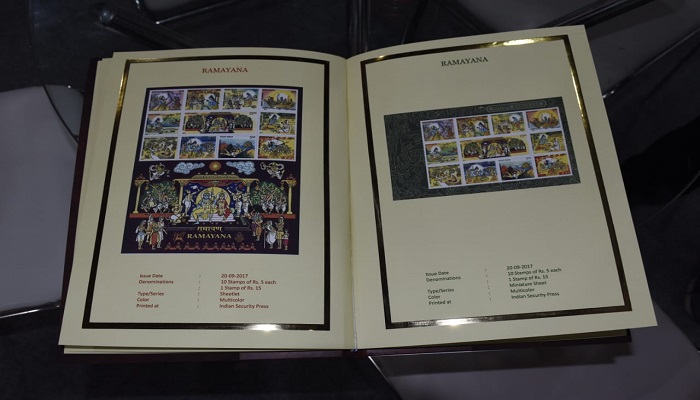 RAMAYANA
रामायण
RAMAYANA
Issue Date : 20-09-2017
Denominations : 10 Stamps of Rs. 5 each
: 1 Stamp of Rs. 15
Type/Series : Sheetlet
Color : Multicolor
Printed at : Indian Security Press
RAMAYANA
Issue Date : 20-09-2017
Denominations : 10 Stamps of Rs. 5 each
: 1 Stamp of Rs. 15
Type/Series : Minature Sheet
Color : Multicolor
Printed at : Indian Security Press